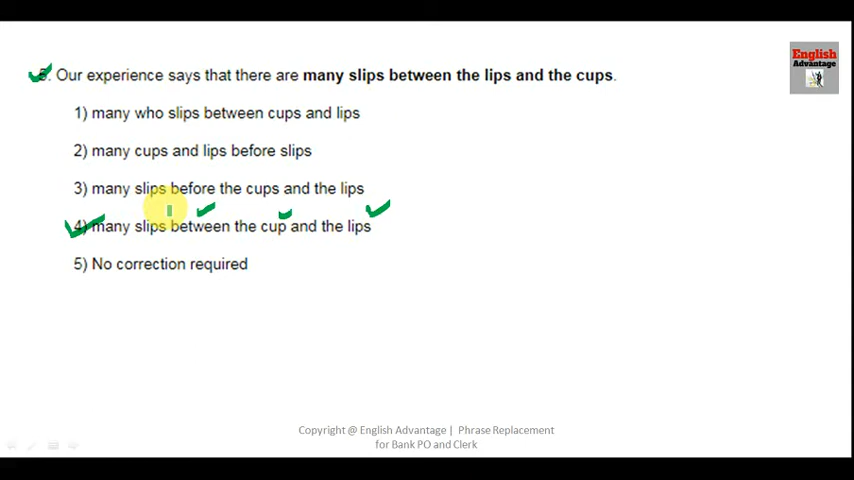 English
Advantage
5. Our experience says that there are many slips between the lips and the cups.
1) many who slips between cups and lips
2) many cups and lips before slips
3) many slips before the cups and the lips
4) many slips between the cup and the lips
5) No correction required
Copyright @ English Advantage | Phrase Replacement
for Bank PO and Clerk